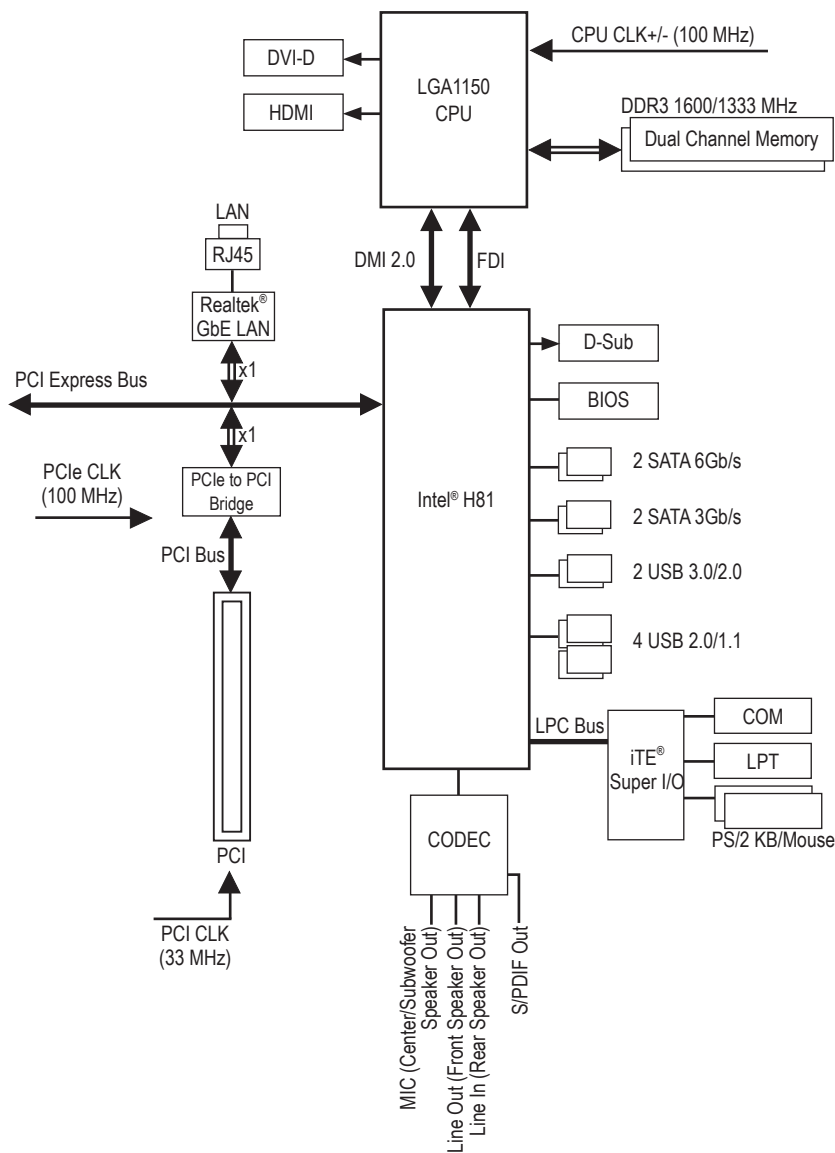 CPU CLK+/- (100 MHz)
DVI-D
LGA1150
CPU
HDMI
DDR3 1600/1333 MHz
Dual Channel Memory
LAN
RJ45
DMI 2.0
FDI
Realtek®
GbE LAN
D-Sub
x1
PCI Express Bus
BIOS
x1
PCIe CLK
(100 MHz)
PCIe to PCI
Bridge
Intel® H81
2 SATA 6Gb/s
2 SATA 3Gb/s
PCI Bus
2 USB 3.0/2.0
4 USB 2.0/1.1
LPC Bus
iTE®
Super I/O
COM
LPT
PS/2 KB/Mouse
CODEC
PCI
PCI CLK
(33 MHz)
MIC (Center/Subwoofer
Speaker Out)
Line Out (Front Speaker Out)
Line In (Rear Speaker Out)
S/PDIF Out